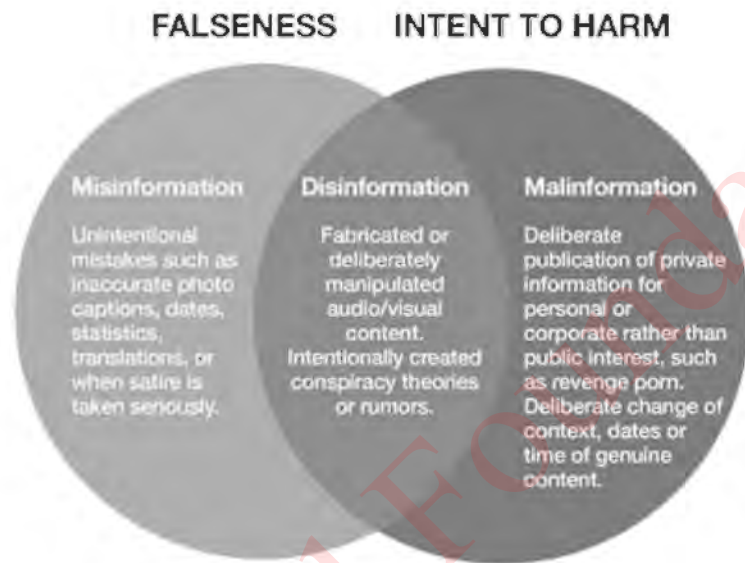 FALSENESS INTENT TO HARM
Misinformation
Unintentional
mistakes such as
inaccurate photo
captions, dates,
statistics,
translations, or
when satire is
taken seriously.
Disinformation
Fabricated or
deliberately
manipulated
audio/visual
content.
Intentionally created
conspiracy theories
or rumors.
Malinformation
Deliberate
publication of private
information for
personal or
corporate rather than
public interest, such
as revenge porn.
Deliberate change of
context, dates or
time of genuine
content.